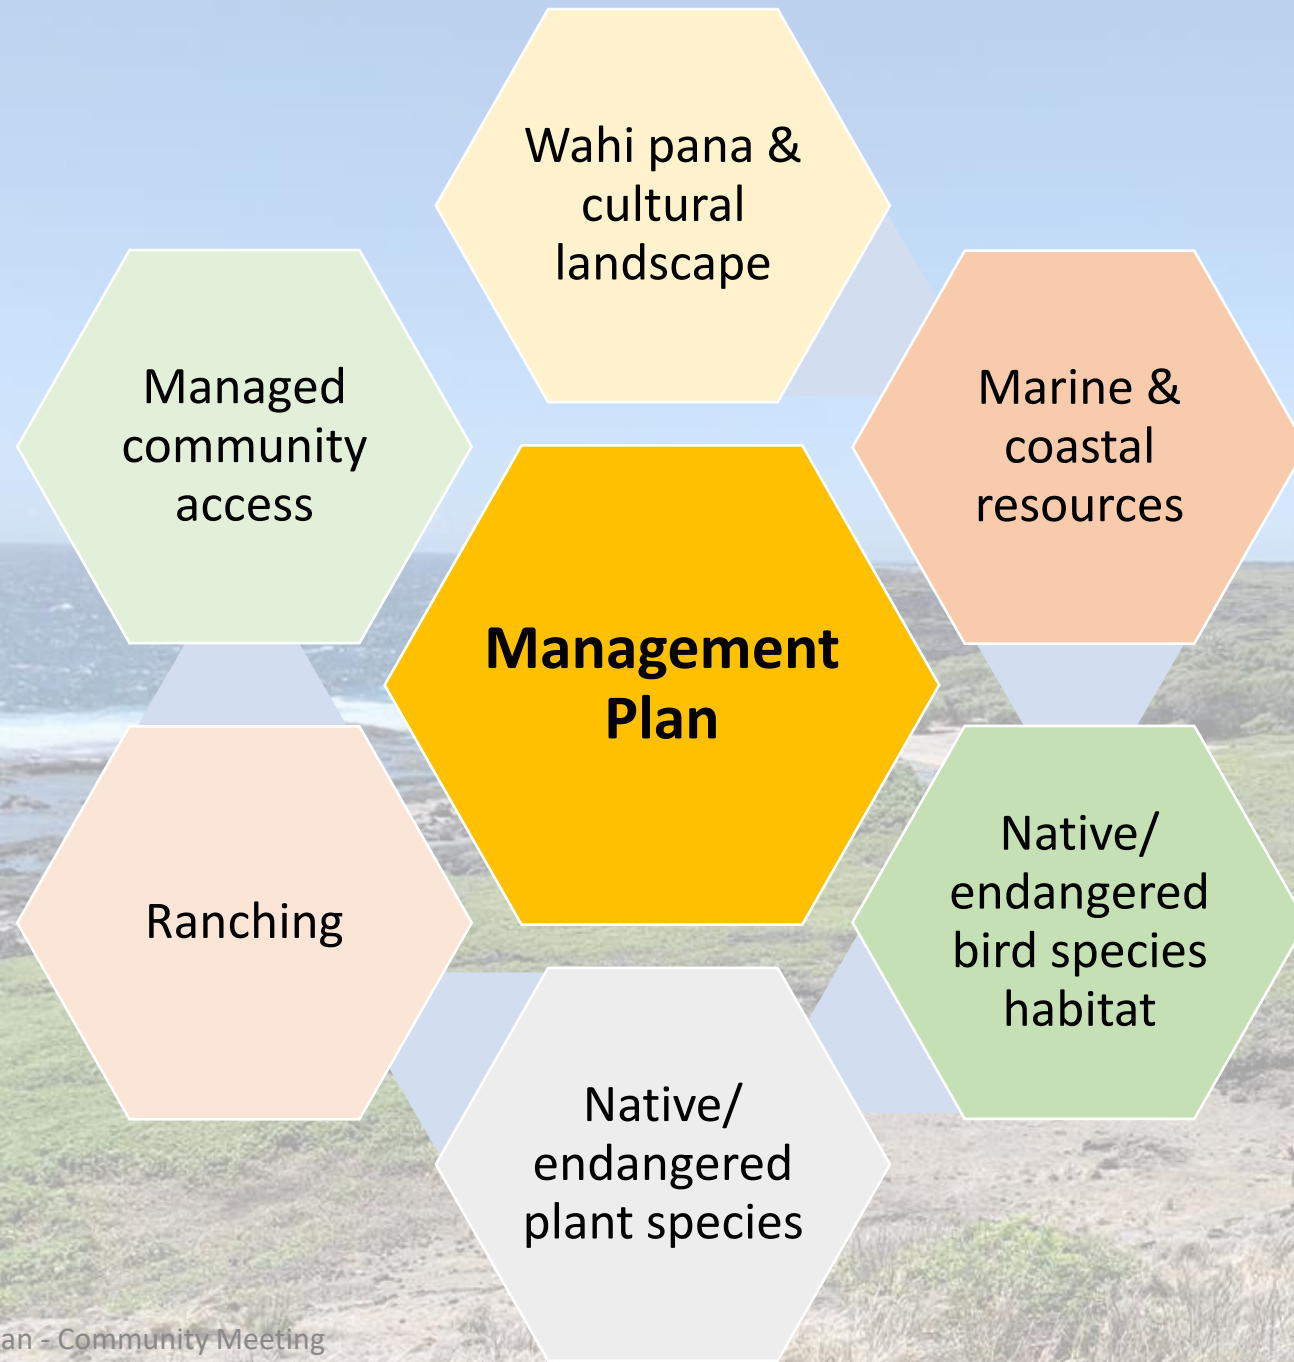 Wahi pana &
cultural
landscape
Managed
community
access
Marine &
coastal
resources
Management
Plan
Native/
endangered
bird species
habitat
Ranching
Native/
endangered
plant species
- Community Meeting